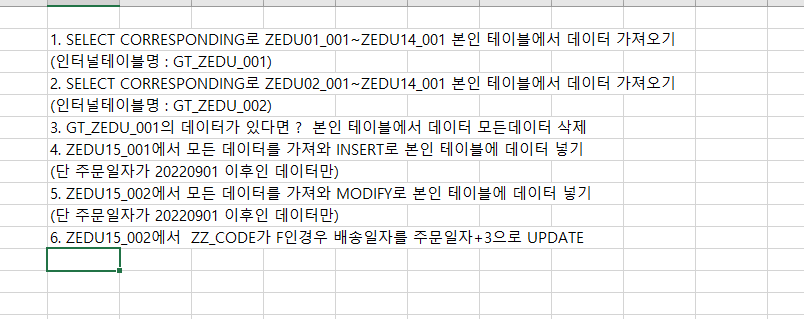 1. SELECT CORRESPONDING로 ZEDU01_001~ZEDU14_001 본인 테이블에서 데이터 가져오기
(인터널테이블명 : GT_ZEDU_001)
2. SELECT CORRESPONDING로 ZEDU02_001~ZEDU14_001 본인 테이블에서 데이터 가져오기
(인터널테이블명 : GT_ZEDU_002)
3. GT_ZEDU_001의 데이터가 있다면 ? 본인 테이블에서 데이터 모든데이터 삭제
4. ZEDU15_001에서 모든 데이터를 가져와 INSERT로 본인 테이블에 데이터 넣기
(단 주문일자가 20220901 이후인 데이터만)
5. ZEDU15_002에서 모든 데이터를 가져와 MODIFY로 본인 테이블에 데이터 넣기
(단 주문일자가 20220901 이후인 데이터만)
6. ZEDU15_002에서 ZZ_CODE가 F인경우 배송일자를 주문일자+3으로 UPDATE